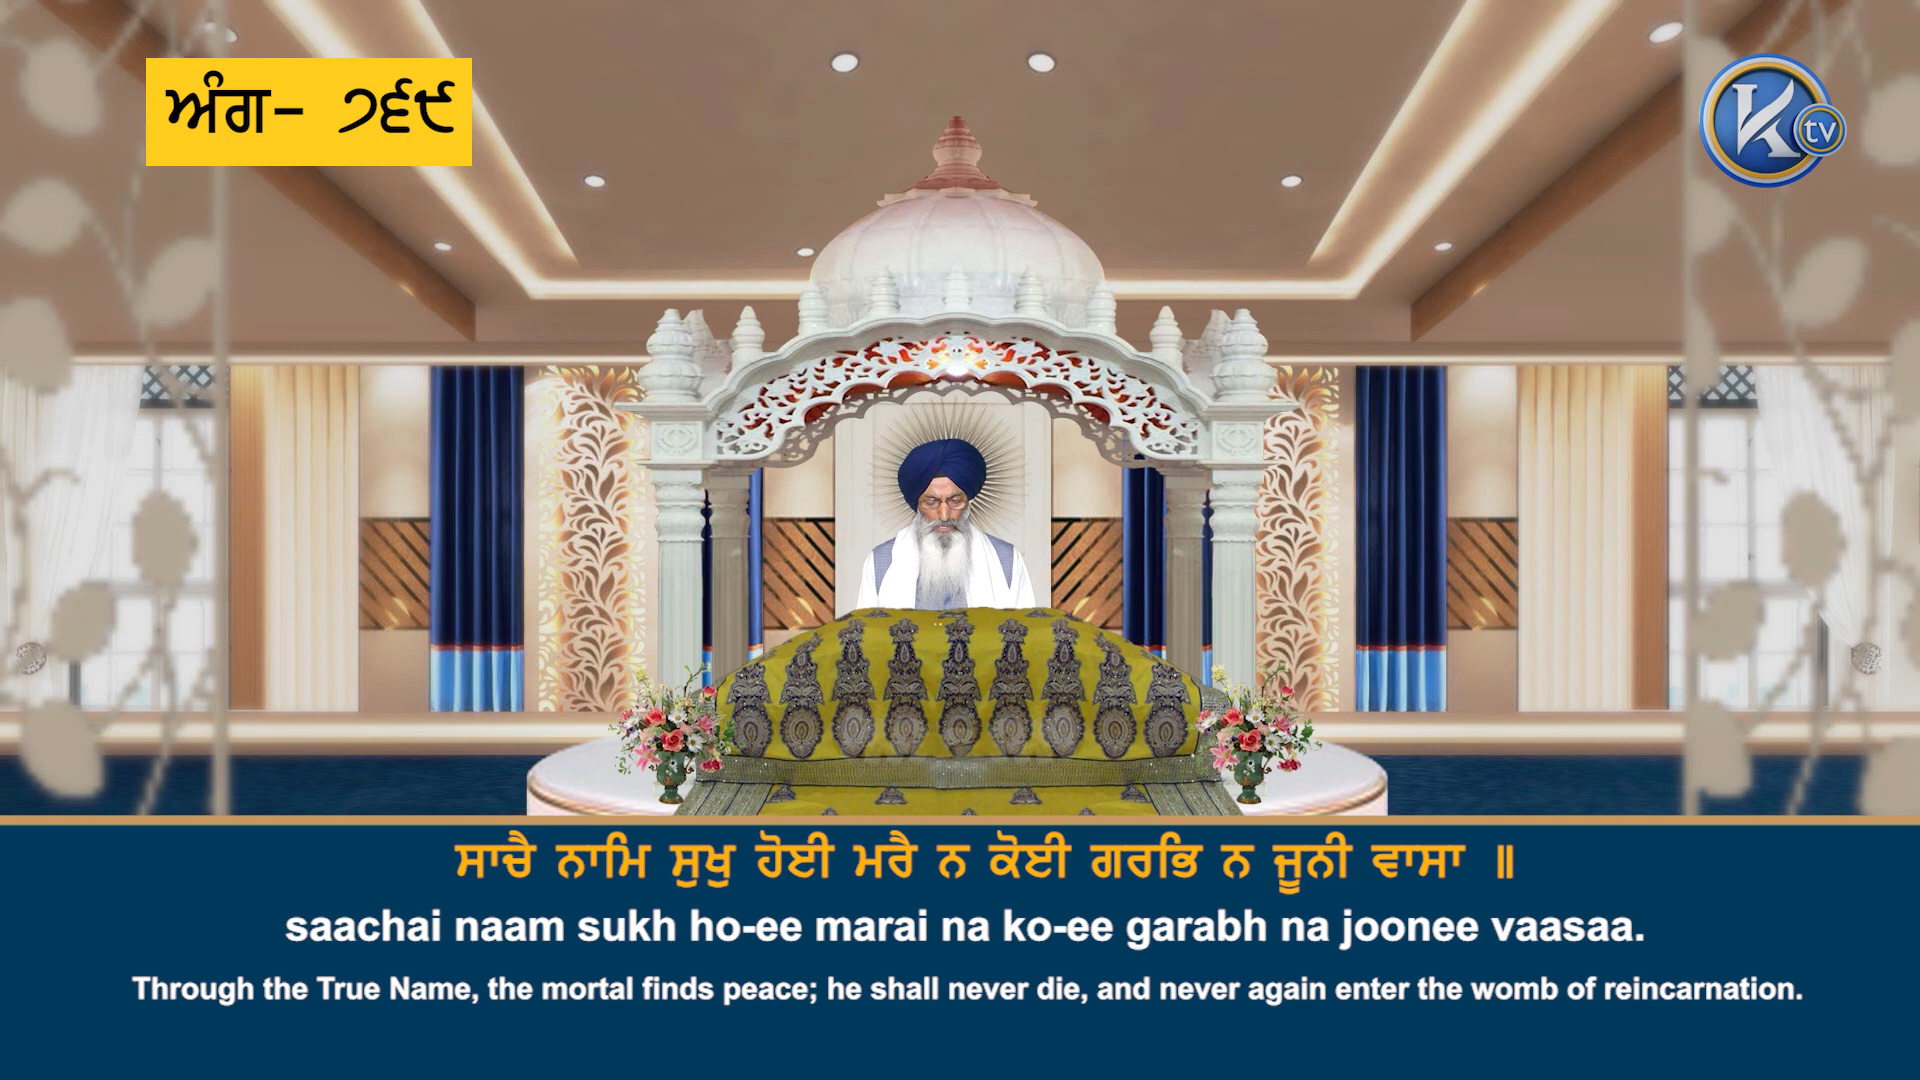 ਅੰਗ- ੭੬੯
K tv
ਸਾਚੈ ਨਾਮਿ ਸੁਖੁ ਹੋਈ ਮਰੈ ਨ ਕੋਈ ਗਰਭਿ ਨ ਜੂਨੀ ਵਾਸਾ ॥
saachai naam sukh ho-ee marai na ko-ee garabh na joonee vaasaa.
Through the True Name, the mortal finds peace; he shall never die, and never again enter the womb of reincarnation.